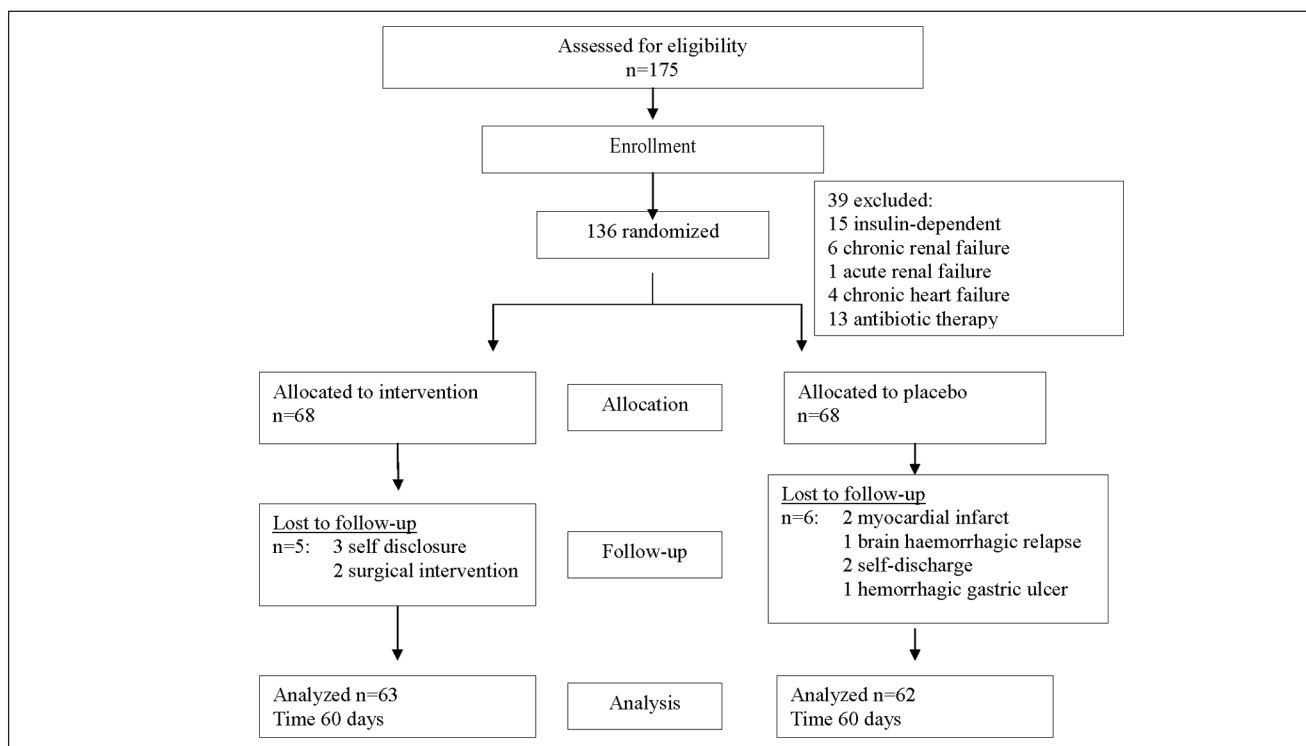 Assessed for eligibility
n=175
Enrollment
136 randomized
39 excluded:
15 insulin-dependent
6 chronic renal failure
1 acute renal failure
4 chronic heart failure
13 antibiotic therapy
Allocated to intervention
n=68
Allocation
Allocated to placebo
n=68
Lost to follow-up
n=5: 3 self disclosure
2 surgical intervention
Follow-up
Lost to follow-up
n=6: 2 myocardial infarct
1 brain haemorrhagic relapse
2 self-discharge
1 hemorrhagic gastric ulcer
Analyzed n=63
Time 60 days
Analysis
Analyzed n=62
Time 60 days